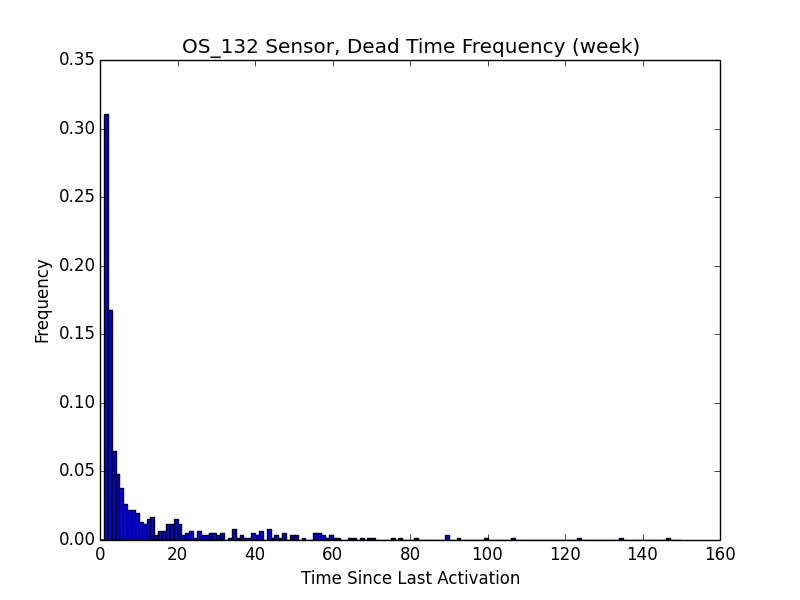 OS_132 Sensor, Dead Time Frequency (week)
0.35
0.30
0.25
0.20
0.15
0.10
0.05
0.00
Frequency
0 20 40 60 80 100 120 140 160
Time Since Last Activation